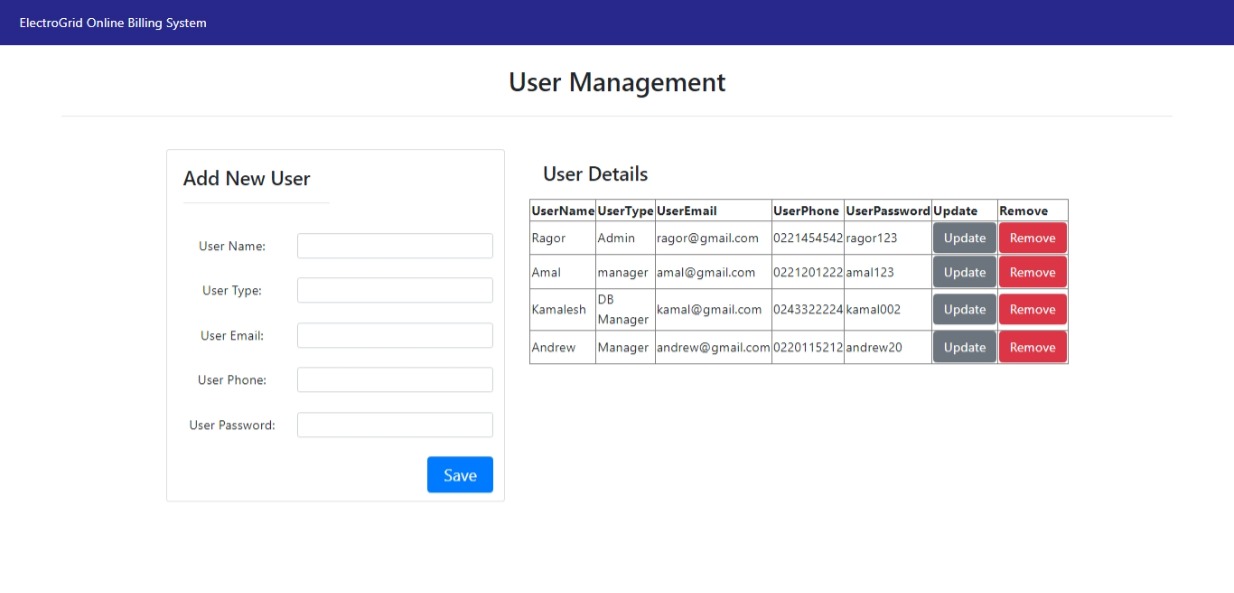 ElectroGrid Online Billing System
User Management
Add New User
User Name:
User Type:
User Email:
User Phone:
User Password:
Save
User Details
UserName UserType UserEmail UserPhone UserPassword Update Remove
Ragor Admin ragor@gmail.com 0221454542 ragor123 Update Remove
Amal manager amal@gmail.com 0221201222 amal123 Update Remove
Kamalesh DB Manager kamal@gmail.com 0243322224 kamal002 Update Remove
Andrew Manager andrew@gmail.com 0220115212 andrew20 Update Remove